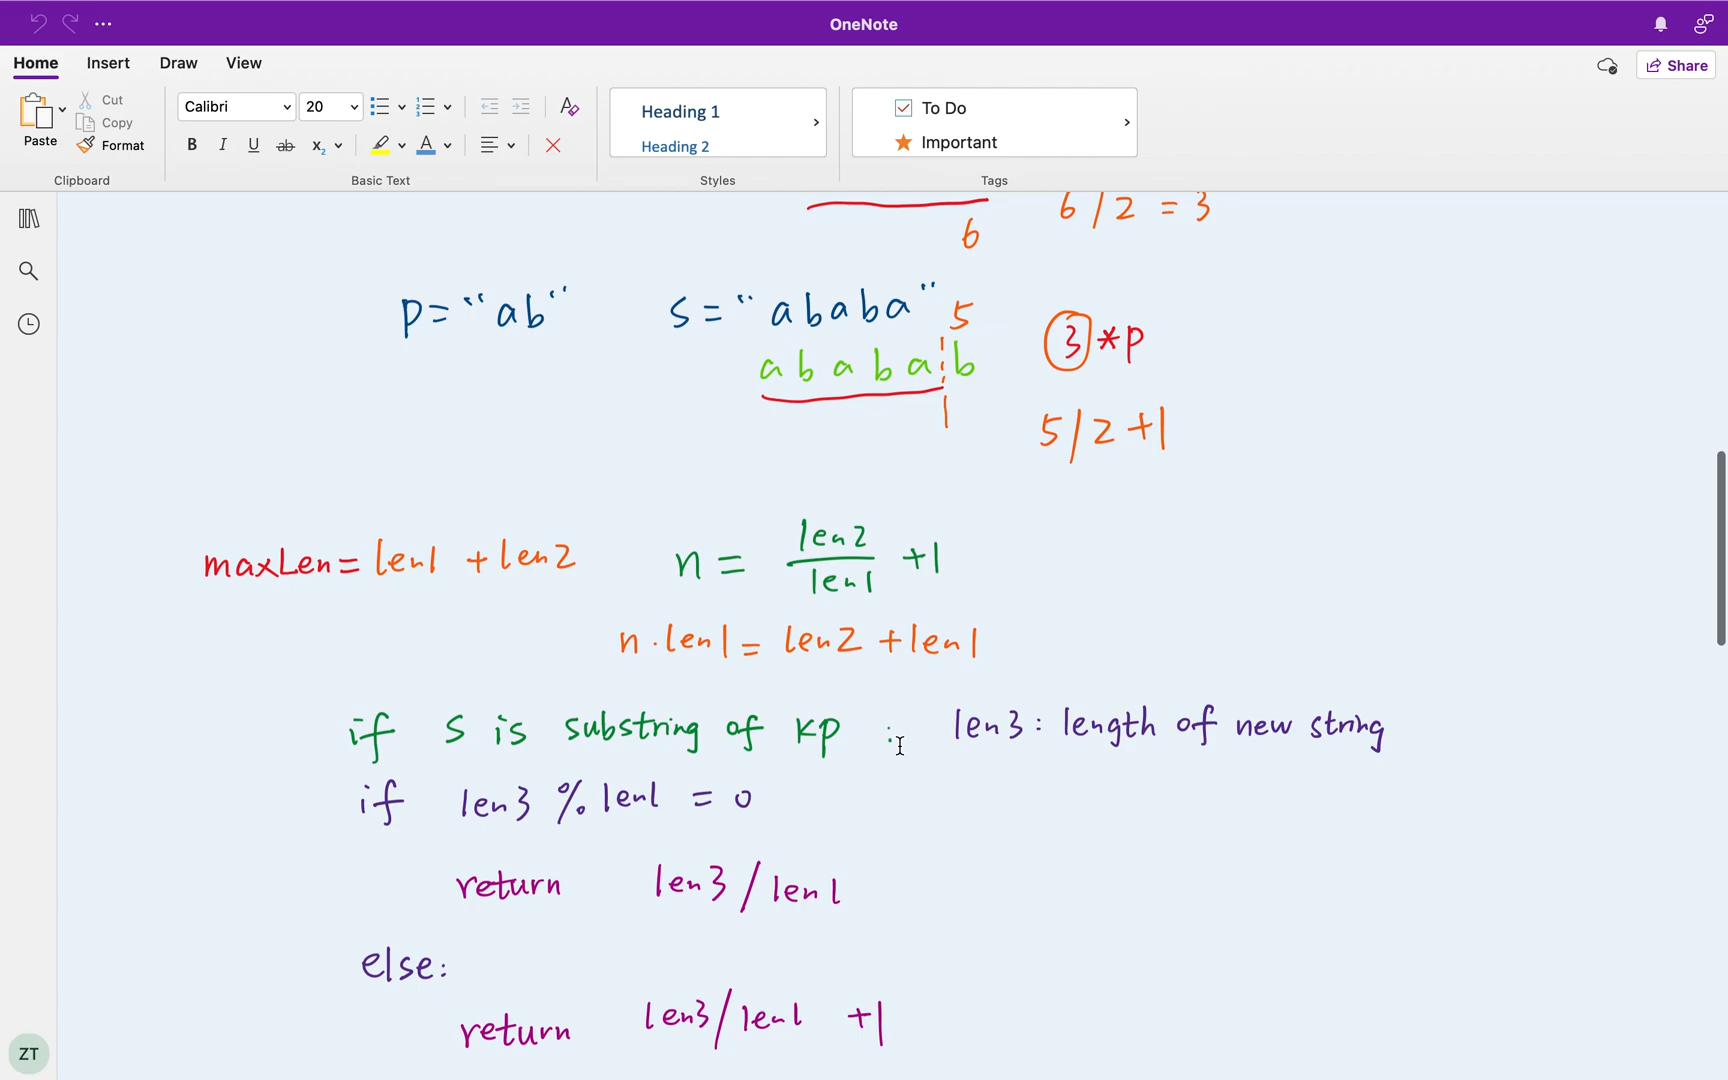 OneNote
Home Insert Draw View Share
Paste Cut Copy Format Clipboard
Calibri 20 B I U ab x₂ A Basic Text
Heading 1
Heading 2
Styles
To Do
Important
Tags
6 6 / 2 = 3
p = "ab" s = "ababa" 5
a b a b a b 3 * p
1 5 / 2 + 1
maxLen = len1 + len2 n = len2 / len1 + 1
n · len1 = len2 + len1
if s is substring of kp : len3 : length of new string
if len3 % len1 = 0
return len3 / len1
else:
return len3 / len1 + 1
ZT